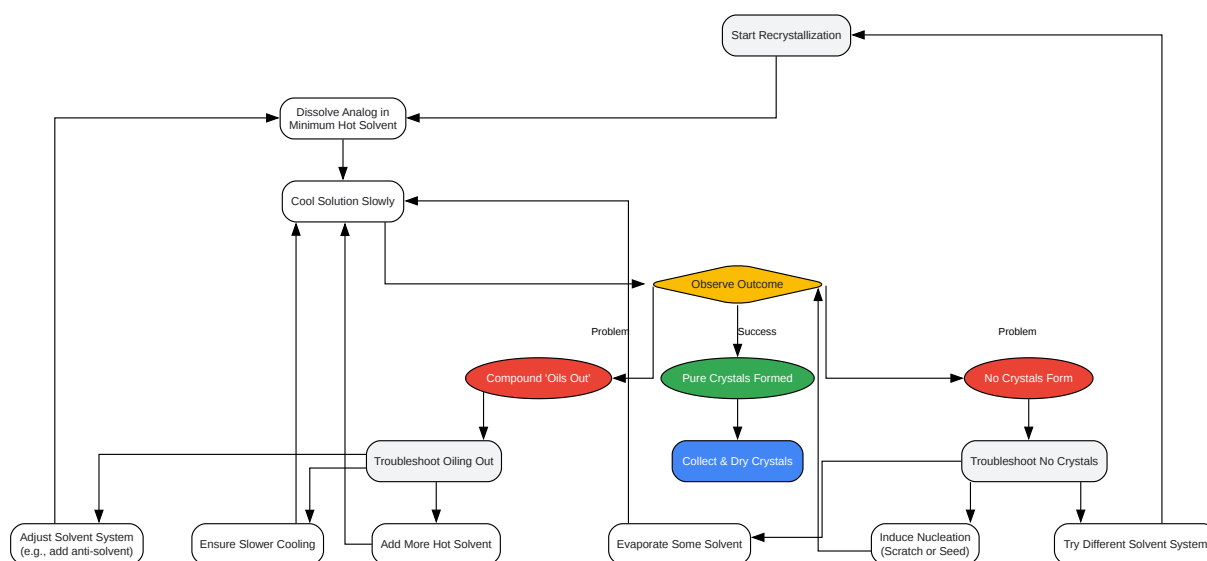 Start Recrystallization
Dissolve Analog in
Minimum Hot Solvent
Cool Solution Slowly
Observe Outcome
Problem
Success
Problem
Compound 'Oils Out'
Pure Crystals Formed
No Crystals Form
Troubleshoot Oiling Out
Collect & Dry Crystals
Troubleshoot No Crystals
Adjust Solvent System
(e.g., add anti-solvent)
Ensure Slower Cooling
Add More Hot Solvent
Evaporate Some Solvent
Induce Nucleation
(Scratch or Seed)
Try Different Solvent System